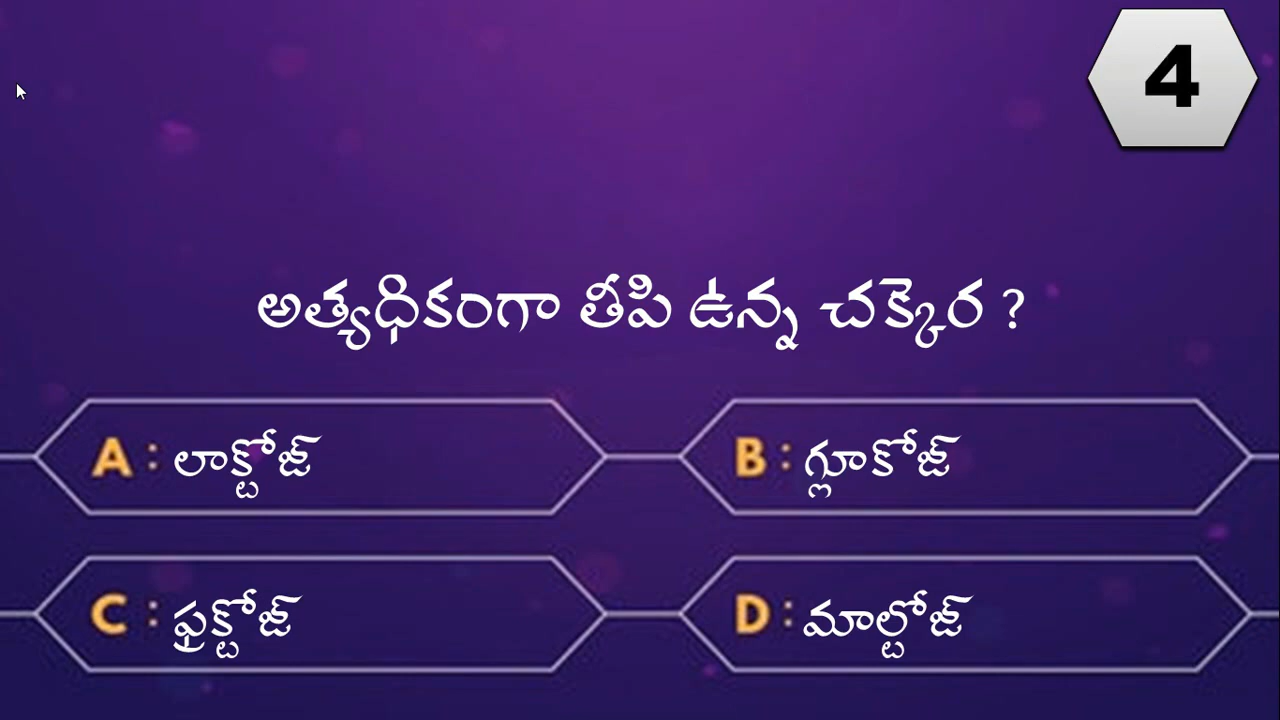 4
అత్యధికంగా తీపి ఉన్న చక్కెర ?
A : లాక్టోజ్
B : గ్లూకోజ్
C : ఫ్రక్టోజ్
D : మాల్టోజ్